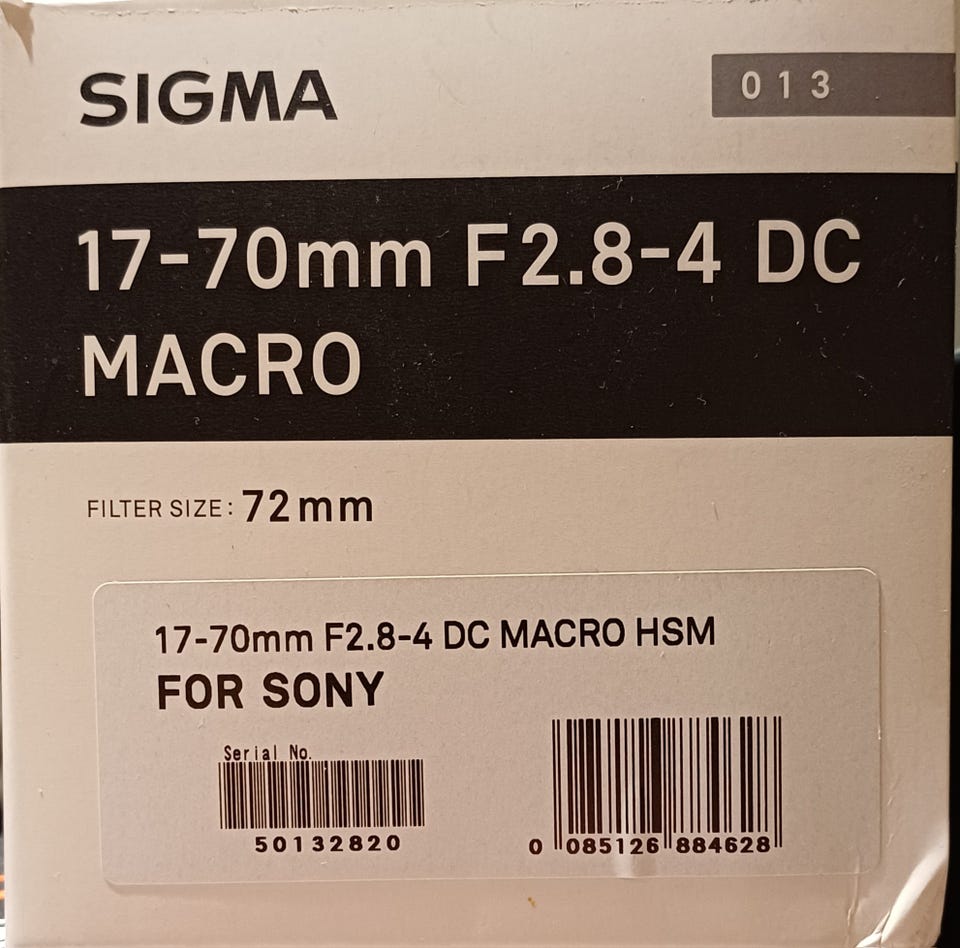 SIGMA
013
17-70mm F2.8-4 DC
MACRO
FILTER SIZE: 72mm
17-70mm F2.8-4 DC MACRO HSM
FOR SONY
Serial No.
50132820
0 085126 884628